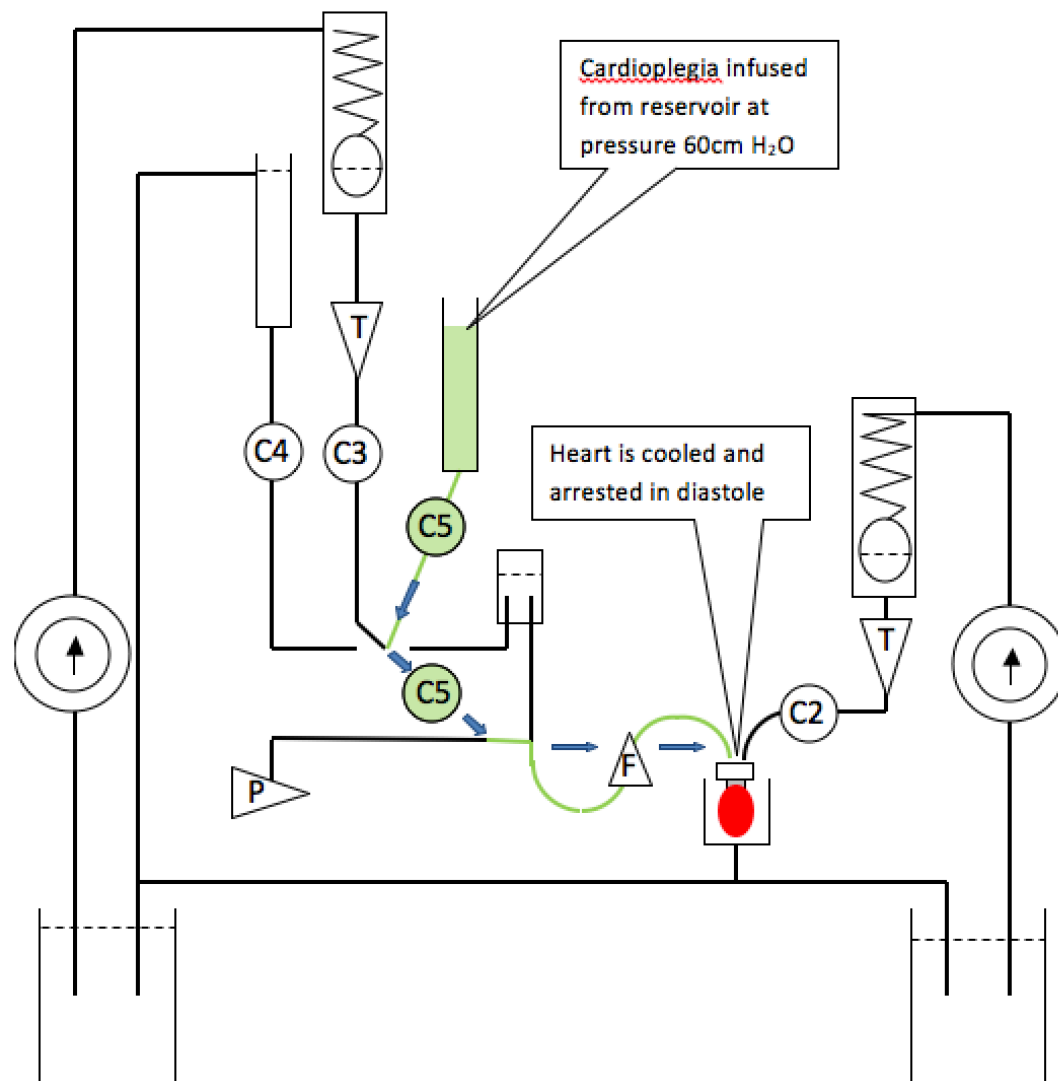 Cardioplegia infused
from reservoir at
pressure 60cm H₂O
T
C4
C3
Heart is cooled and
arrested in diastole
C5
T
C5
C2
F
P